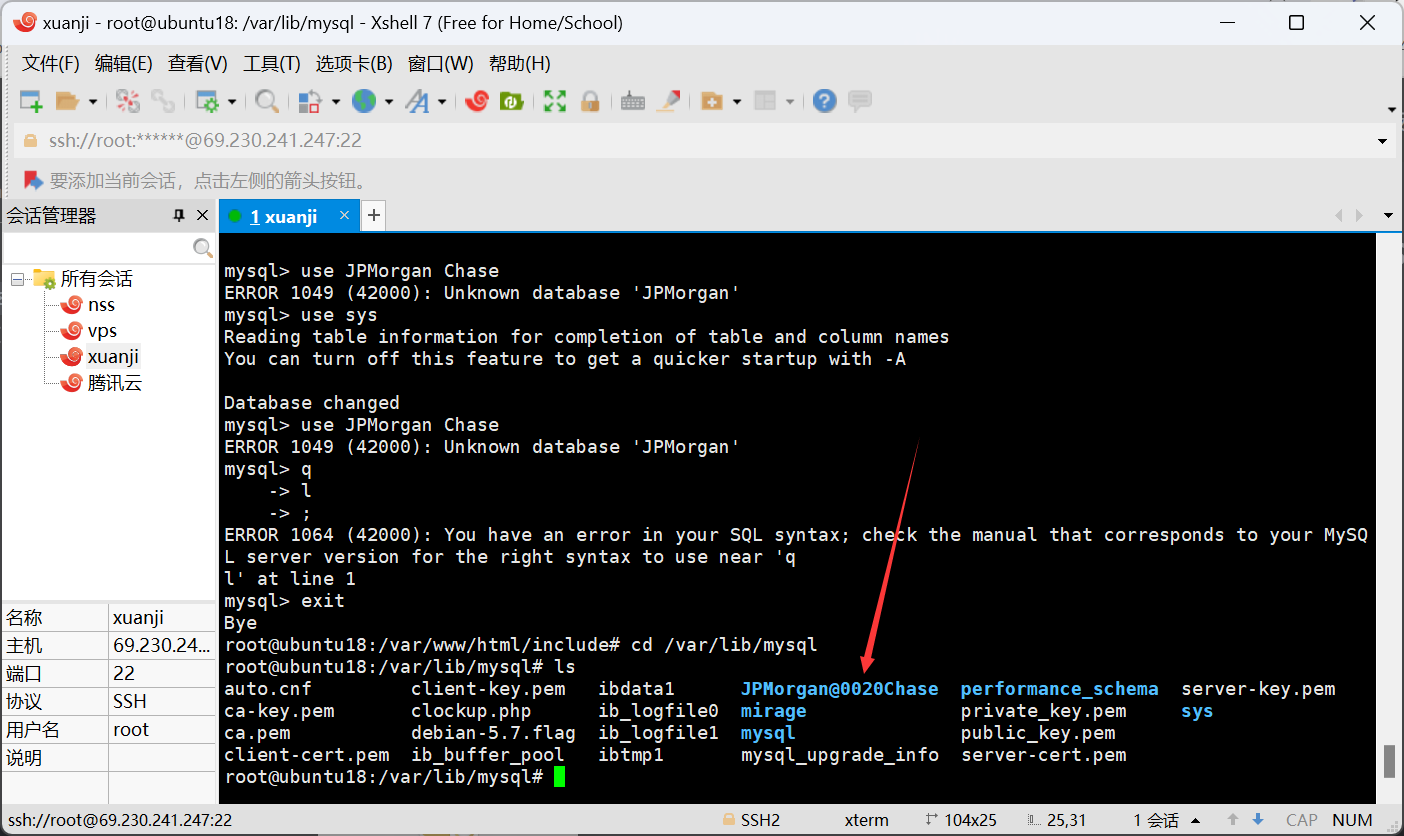 xuanji - root@ubuntu18: /var/lib/mysql - Xshell 7 (Free for Home/School)
文件(F) 编辑(E) 查看(V) 工具(T) 选项卡(B) 窗口(W) 帮助(H)
ssh://root:******@69.230.241.247:22
要添加当前会话，点击左侧的箭头按钮。
会话管理器
1 xuanji
所有会话
nss
vps
xuanji
腾讯云
名称 xuanji
主机 69.230.24...
端口 22
协议 SSH
用户名 root
说明
mysql> use JPMorgan Chase
ERROR 1049 (42000): Unknown database 'JPMorgan'
mysql> use sys
Reading table information for completion of table and column names
You can turn off this feature to get a quicker startup with -A
Database changed
mysql> use JPMorgan Chase
ERROR 1049 (42000): Unknown database 'JPMorgan'
mysql> q
    -> l
    -> ;
ERROR 1064 (42000): You have an error in your SQL syntax; check the manual that corresponds to your MySQ
L server version for the right syntax to use near 'q
l' at line 1
mysql> exit
Bye
root@ubuntu18:/var/www/html/include# cd /var/lib/mysql
root@ubuntu18:/var/lib/mysql# ls
auto.cnf client-key.pem ibdata1 JPMorgan@0020Chase performance_schema server-key.pem
ca-key.pem clockup.php ib_logfile0 mirage private_key.pem sys
ca.pem debian-5.7.flag ib_logfile1 mysql public_key.pem
client-cert.pem ib_buffer_pool ibtmp1 mysql_upgrade_info server-cert.pem
root@ubuntu18:/var/lib/mysql#
ssh://root@69.230.241.247:22 SSH2 xterm 104x25 25,31 1 会话 CAP NUM